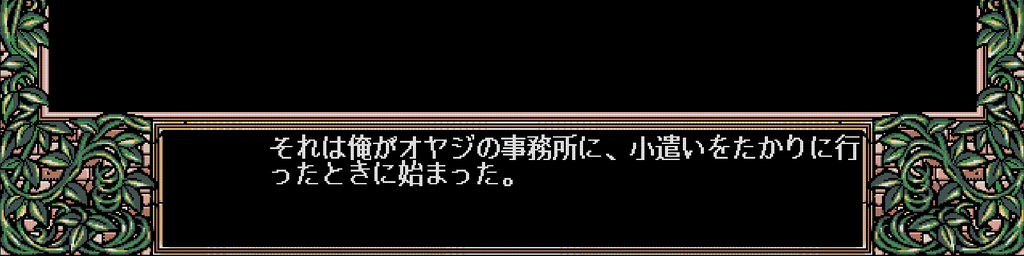 それは俺がオヤジの事務所に、小遣いをたかりに行
ったときに始まった。